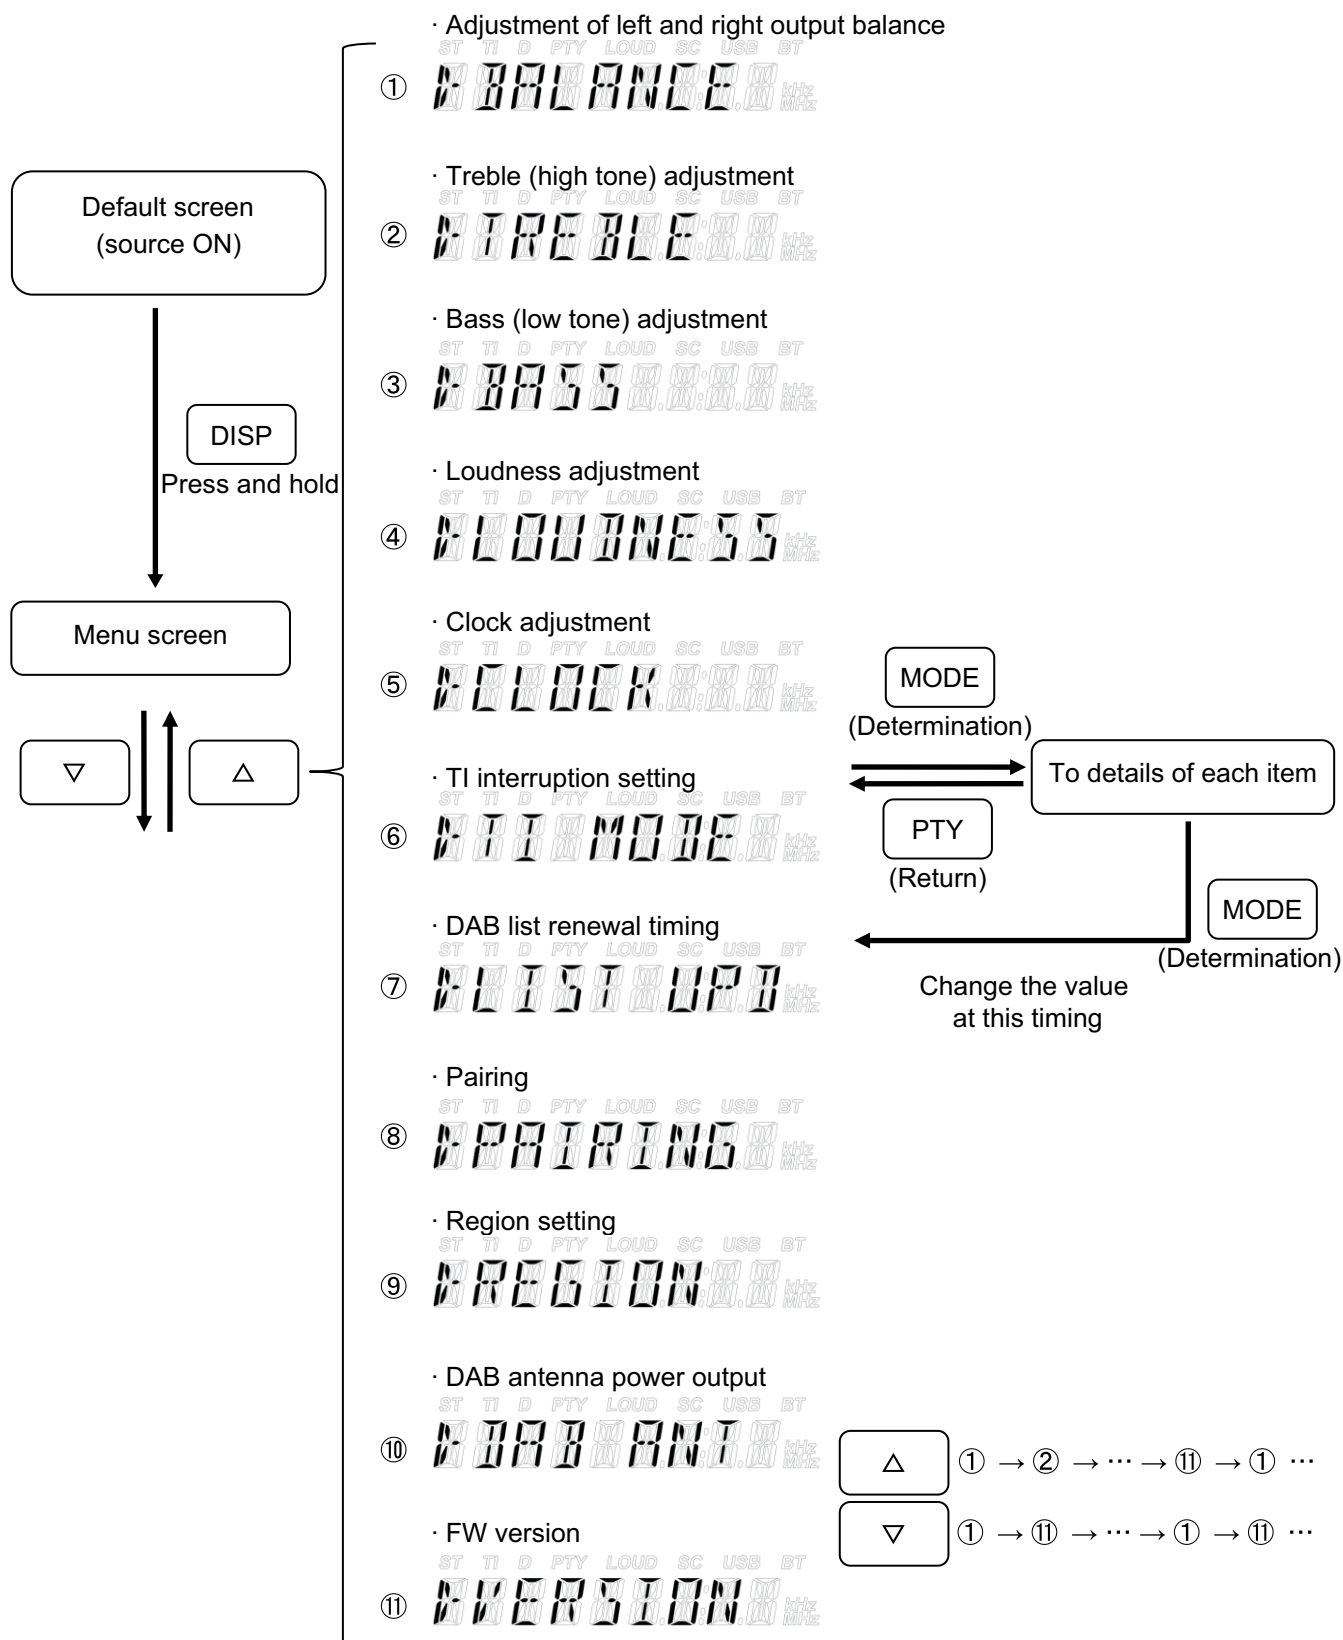 · Adjustment of left and right output balance
ST TI D PTY LOUD SC USB BT
① BALANCE kHz MHz
· Treble (high tone) adjustment
ST TI D PTY LOUD SC USB BT
② TREBLE kHz MHz
· Bass (low tone) adjustment
ST TI D PTY LOUD SC USB BT
③ BASS kHz MHz
· Loudness adjustment
ST TI D PTY LOUD SC USB BT
④ LOUDNESS kHz MHz
· Clock adjustment
ST TI D PTY LOUD SC USB BT
⑤ CLOCK kHz MHz
· TI interruption setting
ST TI D PTY LOUD SC USB BT
⑥ TI MODE kHz MHz
· DAB list renewal timing
ST TI D PTY LOUD SC USB BT
⑦ LIST UPD kHz MHz
· Pairing
ST TI D PTY LOUD SC USB BT
⑧ PAIRING kHz MHz
· Region setting
ST TI D PTY LOUD SC USB BT
⑨ REGION kHz MHz
· DAB antenna power output
ST TI D PTY LOUD SC USB BT
⑩ DAB ANT kHz MHz
· FW version
ST TI D PTY LOUD SC USB BT
⑪ VERSION kHz MHz
Default screen
(source ON)
DISP
Press and hold
Menu screen
▽ △
MODE
(Determination)
To details of each item
PTY
(Return)
MODE
(Determination)
Change the value
at this timing
△ ① → ② → ··· → ⑪ → ① ···
▽ ① → ⑪ → ··· → ① → ⑪ ···